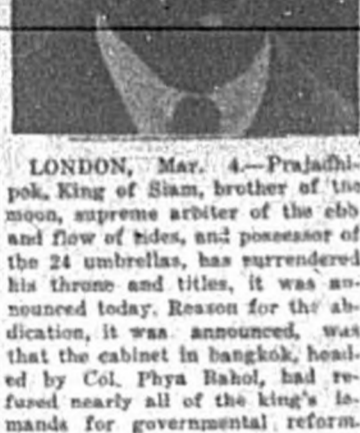 LONDON, Mar. 4.—Prajadhi-
pok, King of Siam, brother of the
moon, supreme arbiter of the ebb
and flow of tides, and possessor of
the 24 umbrellas, has surrendered
his throne and titles, it was an-
nounced today. Reason for the ab-
dication, it was announced, was
that the cabinet in bangkok, head-
ed by Col. Phya Bahol, had re-
fused nearly all of the king's
mands for governmental reform